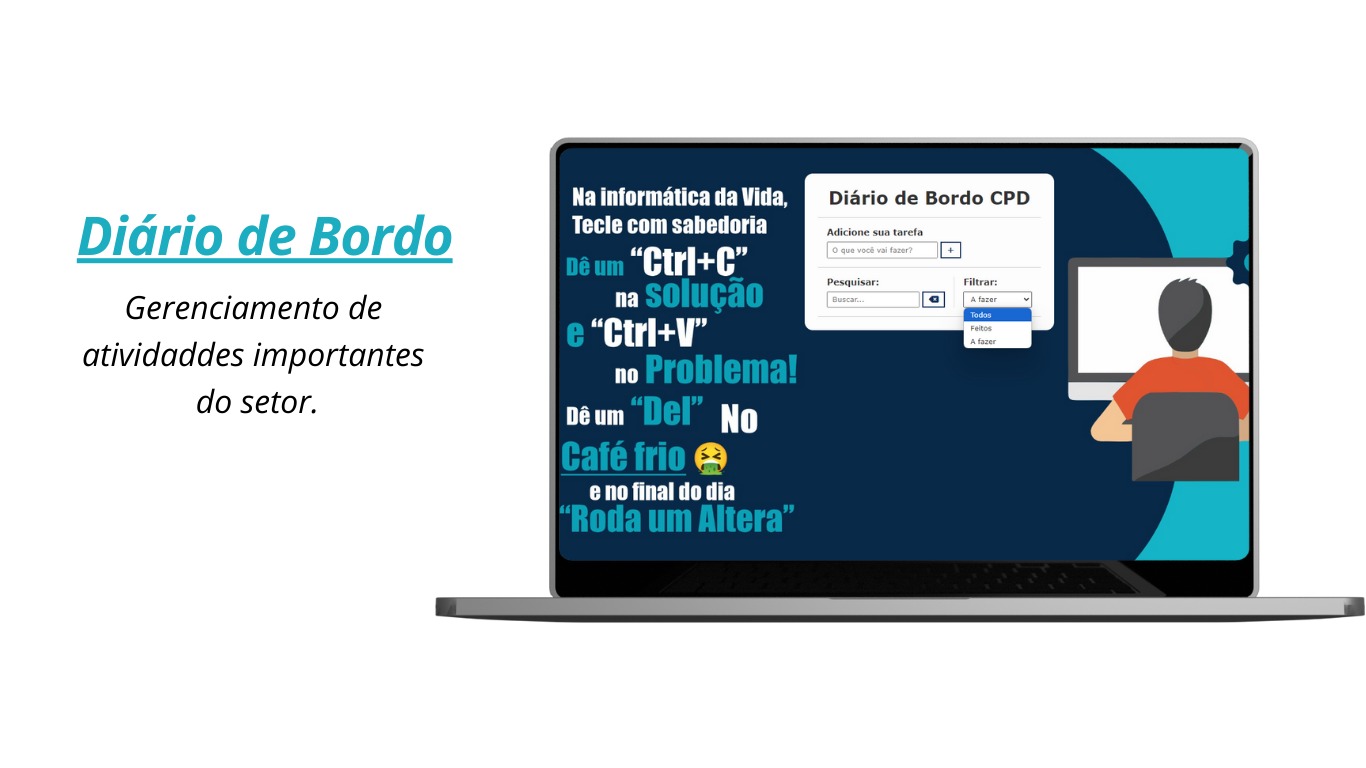 Diário de Bordo
Gerenciamento de
atividaddes importantes
do setor.
Na informática da Vida,
Tecle com sabedoria
Dê um “Ctrl+C”
na solução
e “Ctrl+V”
no Problema!
Dê um “Del” No
Café frio 🤮
e no final do dia
“Roda um Altera”
Diário de Bordo CPD
Adicione sua tarefa
O que você vai fazer? +
Pesquisar: Filtrar:
Buscar... A fazer
Todos
Feitos
A fazer